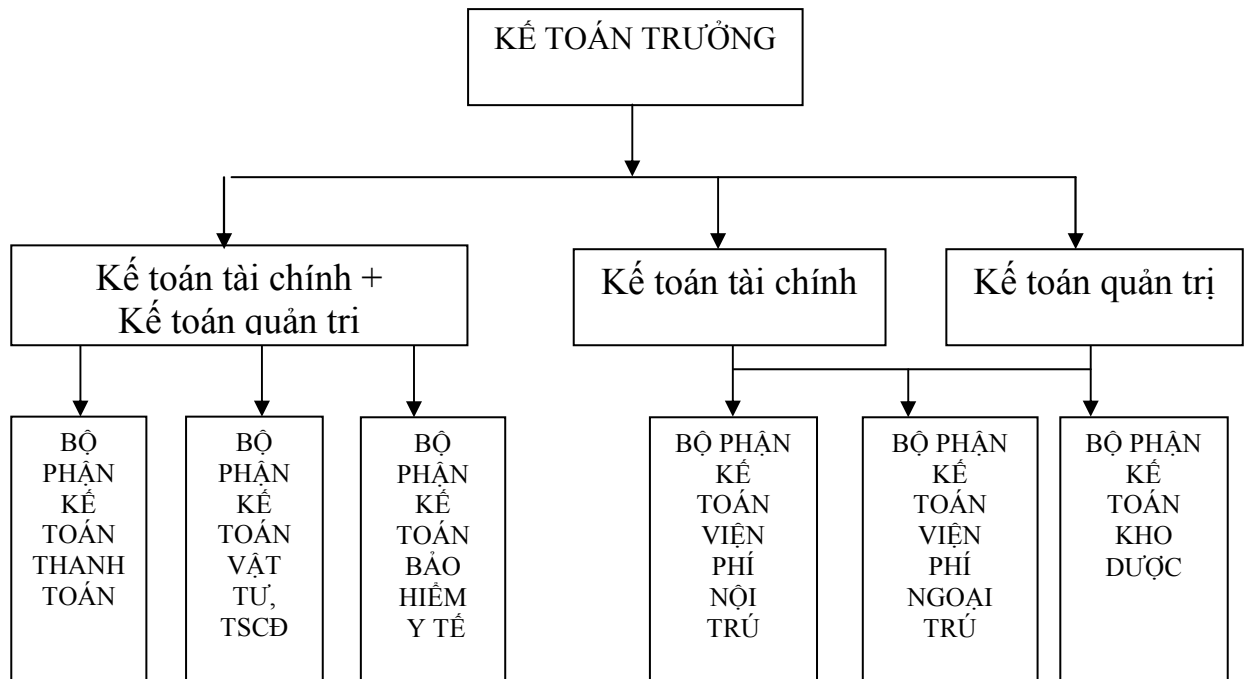 KẾ TOÁN TRƯỞNG
Kế toán tài chính +
Kế toán quản trị
Kế toán tài chính
Kế toán quản trị
BỘ
PHẬN
KẾ
TOÁN
THANH
TOÁN
BỘ
PHẬN
KẾ
TOÁN
VẬT
TƯ,
TSCĐ
BỘ
PHẬN
KẾ
TOÁN
BẢO
HIỂM
Y TẾ
BỘ PHẬN
KẾ
TOÁN
VIỆN
PHÍ
NỘI
TRÚ
BỘ PHẬN
KẾ
TOÁN
VIỆN
PHÍ
NGOẠI
TRÚ
BỘ PHẬN
KẾ
TOÁN
KHO
DƯỢC